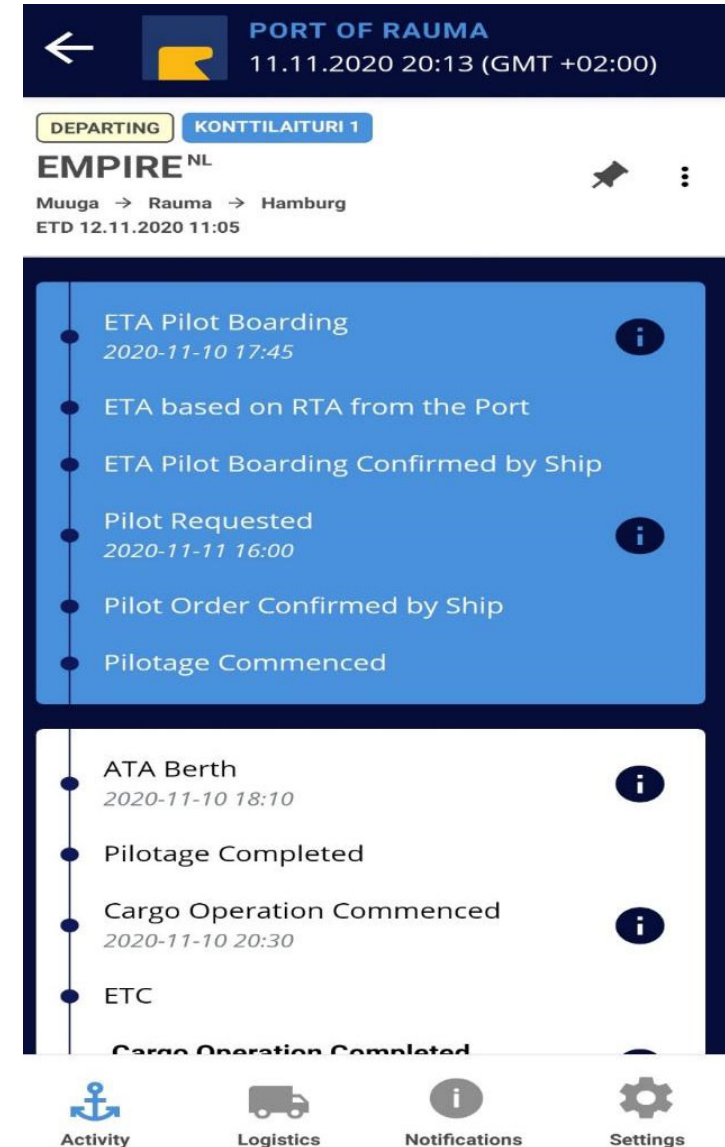 PORT OF RAUMA
11.11.2020 20:13 (GMT +02:00)
DEPARTING KONTTILAITURI 1
EMPIRE NL
Muuga → Rauma → Hamburg
ETD 12.11.2020 11:05
ETA Pilot Boarding
2020-11-10 17:45
ETA based on RTA from the Port
ETA Pilot Boarding Confirmed by Ship
Pilot Requested
2020-11-11 16:00
Pilot Order Confirmed by Ship
Pilotage Commenced
ATA Berth
2020-11-10 18:10
Pilotage Completed
Cargo Operation Commenced
2020-11-10 20:30
ETC
Cargo Operation Completed
Activity Logistics Notifications Settings